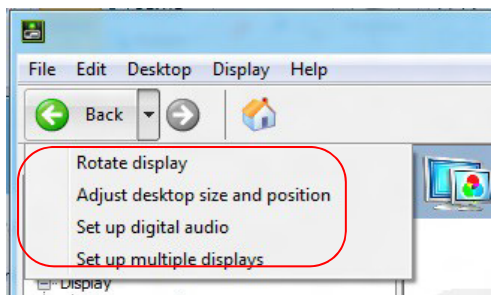 File Edit Desktop Display Help
Back
Rotate display
Adjust desktop size and position
Set up digital audio
Set up multiple displays
Display